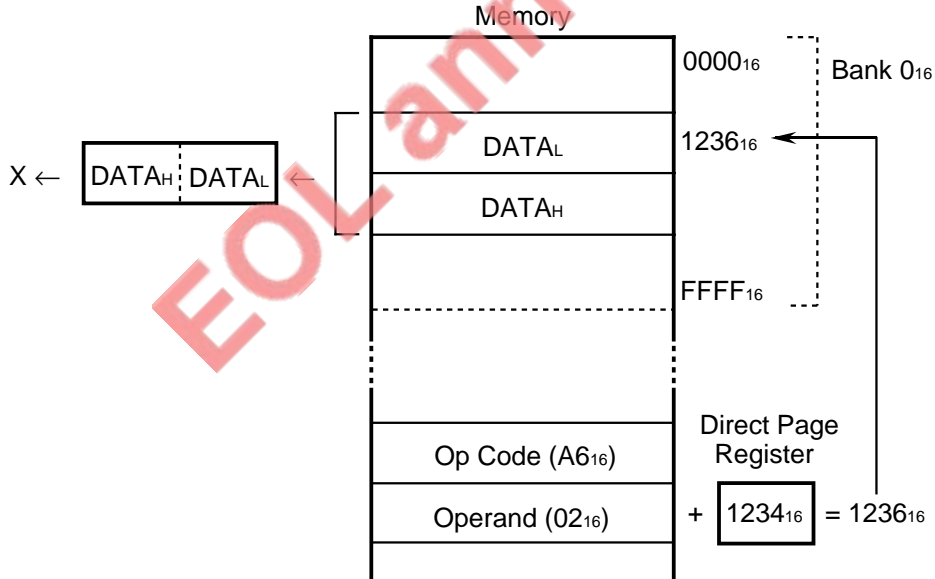 Memory
0000₁₆
Bank 0₁₆
DATAL
1236₁₆
X ← DATAH DATAL ←
DATAH
FFFF₁₆
Direct Page
Register
Op Code (A6₁₆)
Operand (02₁₆) + 1234₁₆ = 1236₁₆
EOL ann